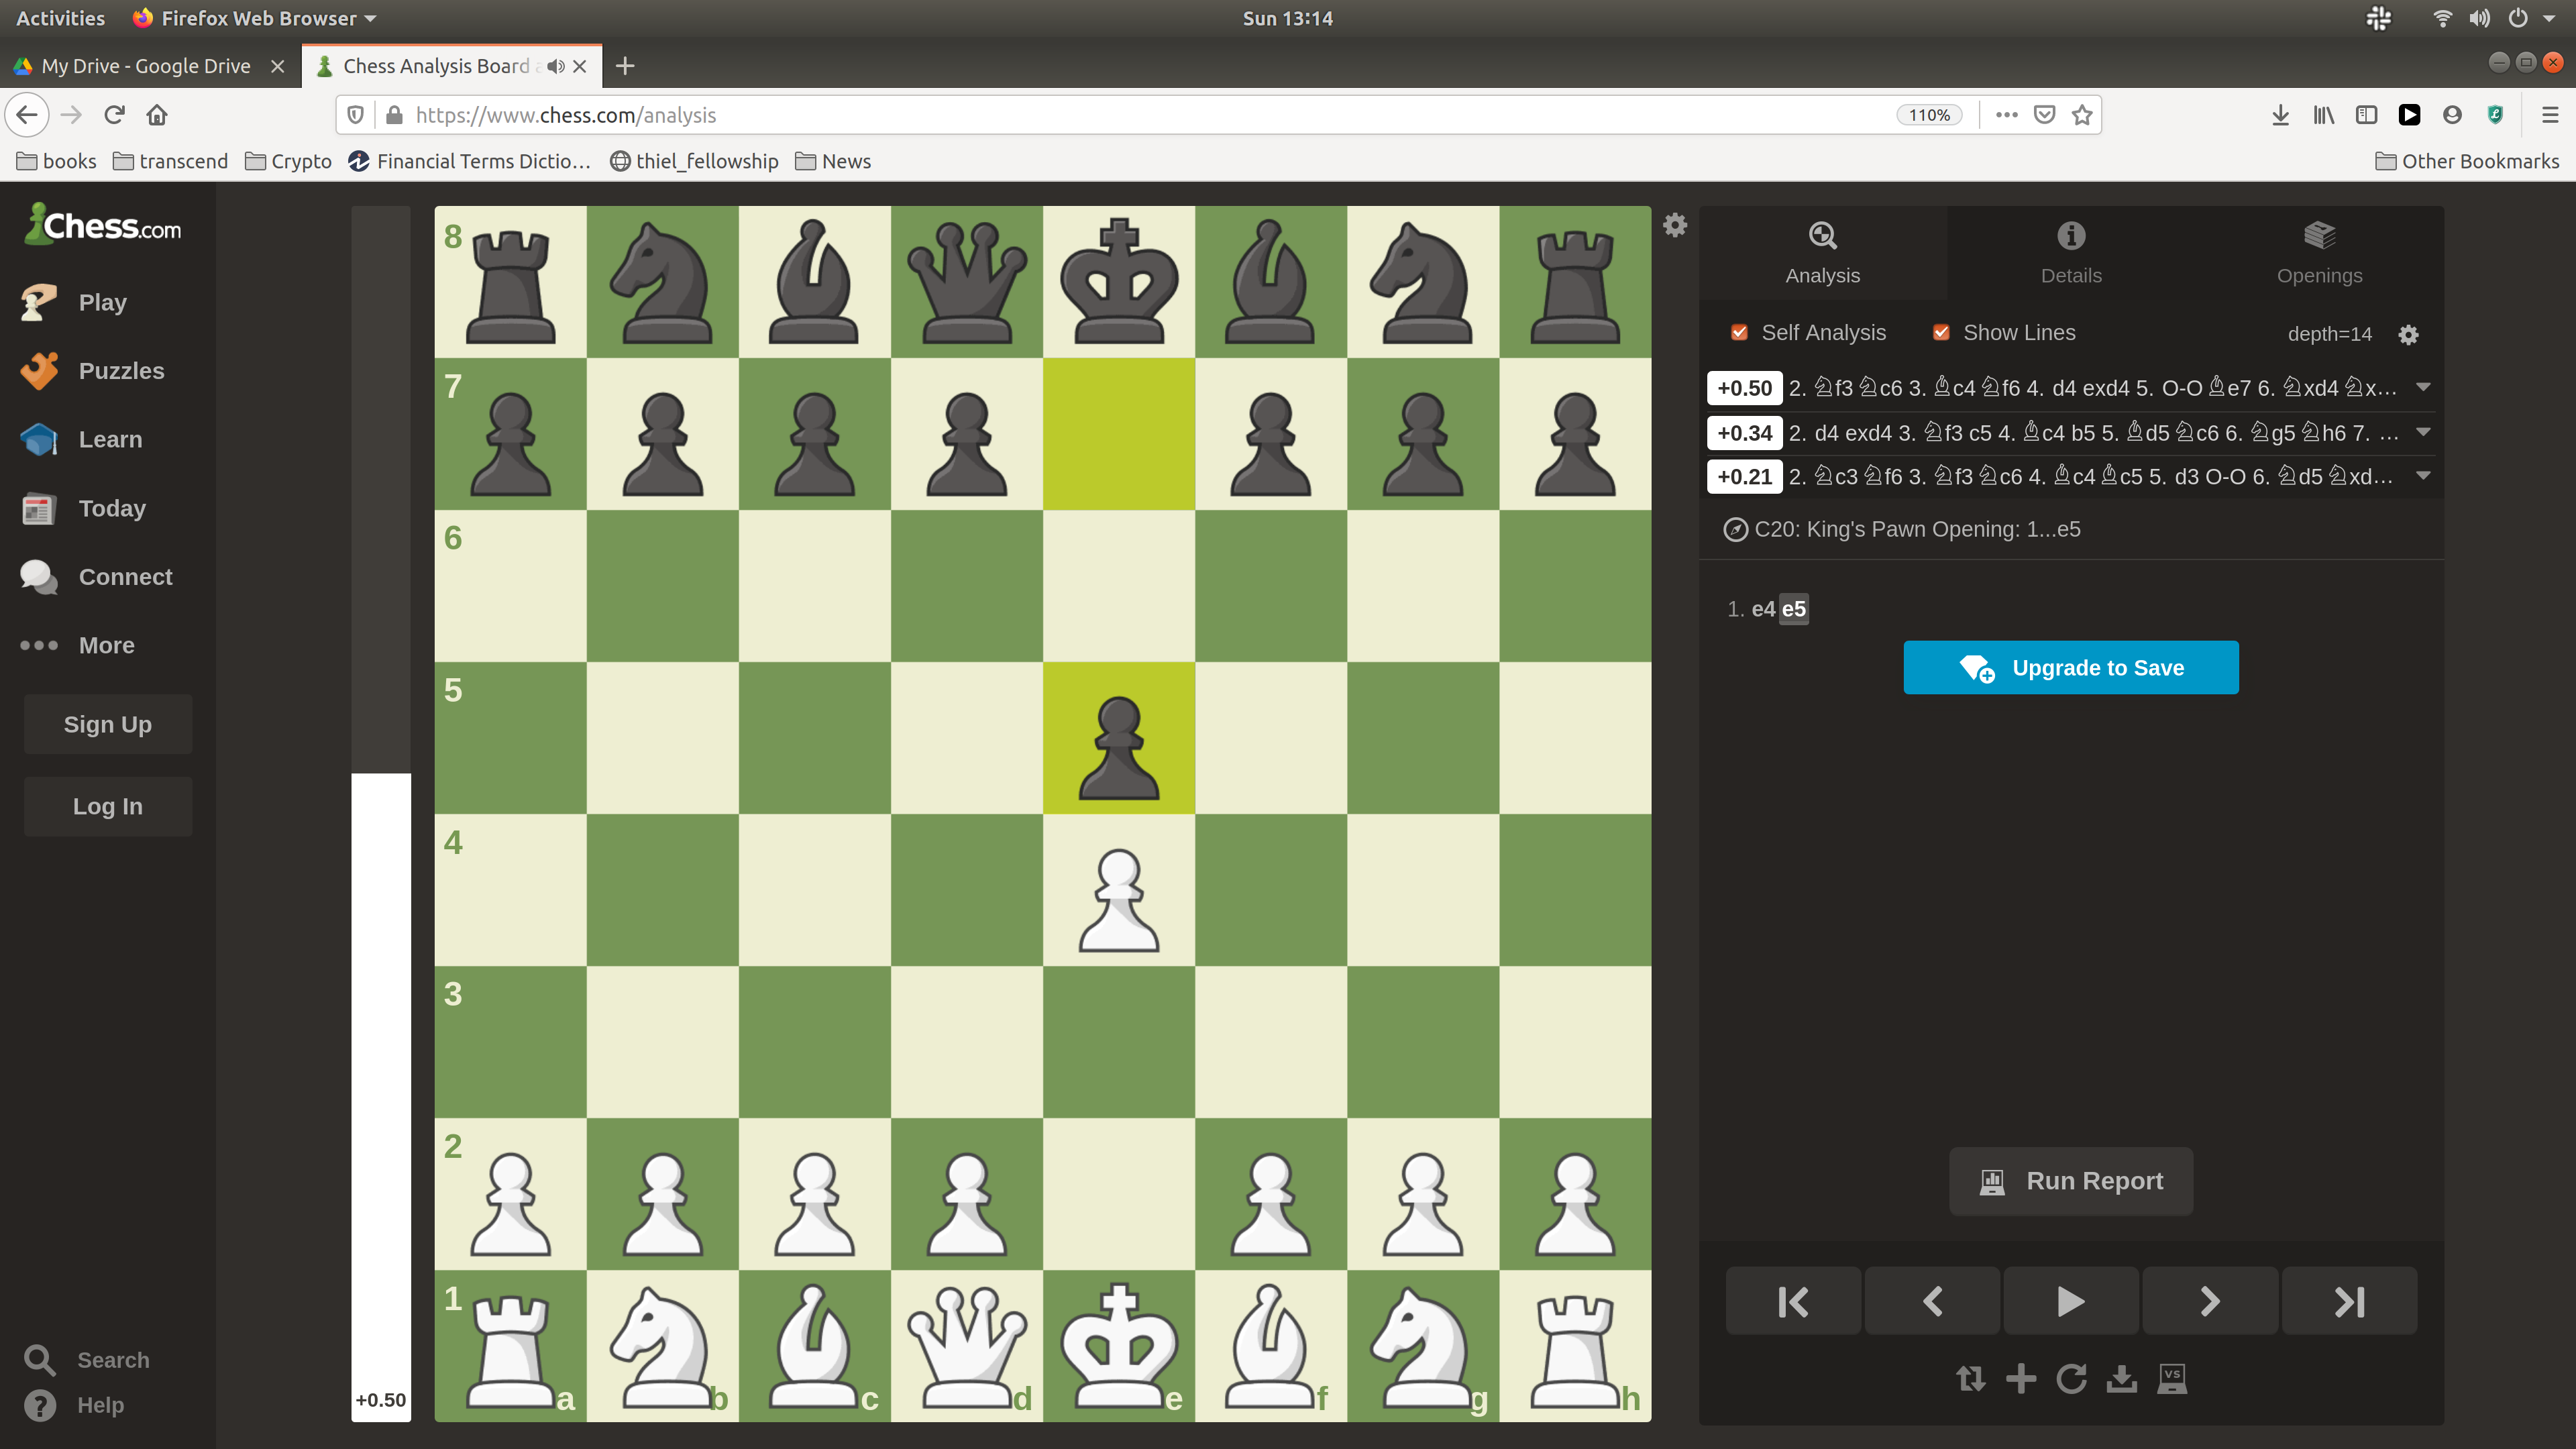 Activities Firefox Web Browser Sun 13:14
My Drive - Google Drive Chess Analysis Board
https://www.chess.com/analysis 110%
books transcend Crypto Financial Terms Dictio… thiel_fellowship News Other Bookmarks
Chess.com
Play
Puzzles
Learn
Today
Connect
More
Sign Up
Log In
Search
Help
+0.50
8
7
6
5
4
3
2
1
a b c d e f g h
Analysis Details Openings
Self Analysis Show Lines depth=14
+0.50 2. ♘f3 ♘c6 3. ♗c4 ♘f6 4. d4 exd4 5. O-O ♗e7 6. ♘xd4 ♘x…
+0.34 2. d4 exd4 3. ♘f3 c5 4. ♗c4 b5 5. ♗d5 ♘c6 6. ♘g5 ♘h6 7. …
+0.21 2. ♘c3 ♘f6 3. ♘f3 ♘c6 4. ♗c4 ♗c5 5. d3 O-O 6. ♘d5 ♘xd…
C20: King's Pawn Opening: 1...e5
1. e4 e5
Upgrade to Save
Run Report
VS